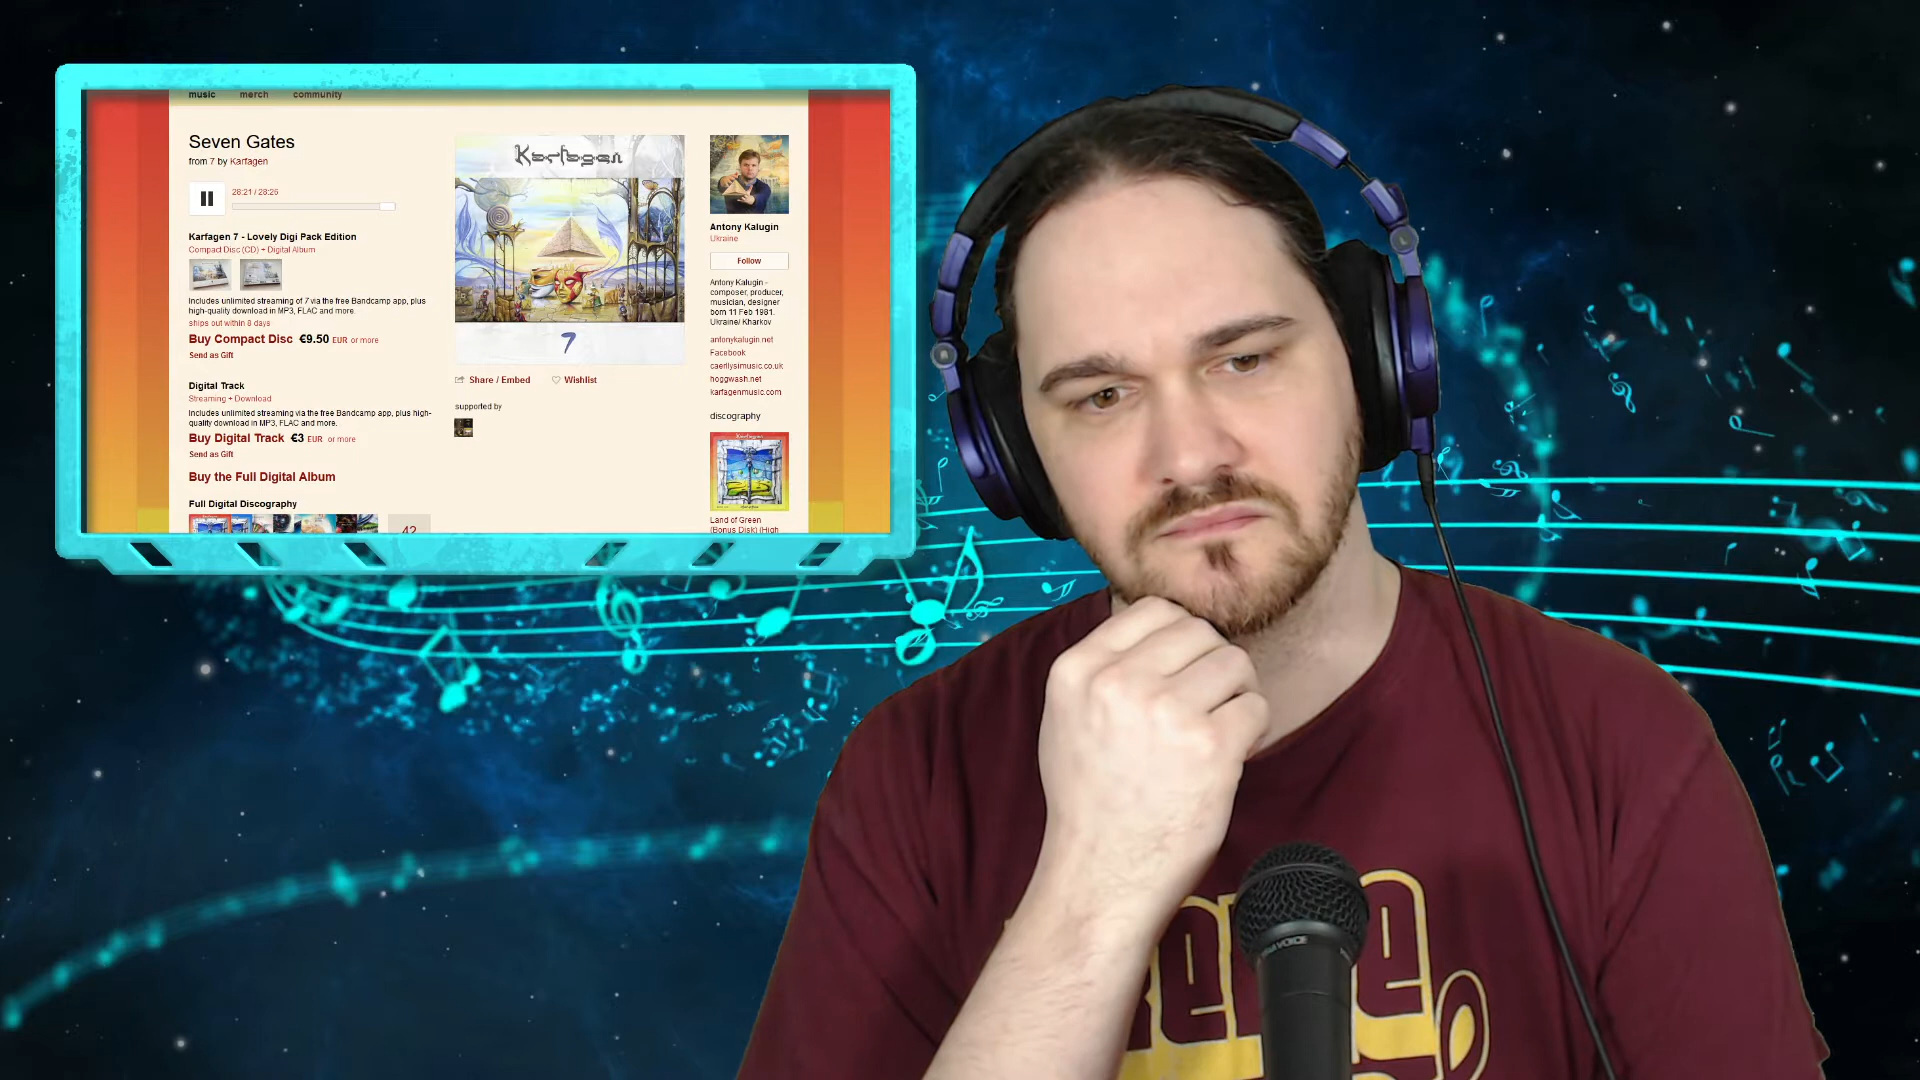 music merch community
Seven Gates
from 7 by Karfagen
28:21 / 28:26
Karfagen 7 - Lovely Digi Pack Edition
Compact Disc (CD) + Digital Album
Includes unlimited streaming of 7 via the free Bandcamp app, plus
high-quality download in MP3, FLAC and more.
ships out within 8 days
Buy Compact Disc €9.50 EUR or more
Send as Gift
Digital Track
Streaming + Download
Includes unlimited streaming via the free Bandcamp app, plus high-
quality download in MP3, FLAC and more.
Buy Digital Track €3 EUR or more
Send as Gift
Buy the Full Digital Album
Full Digital Discography
42
Karfagen
7
Share / Embed Wishlist
supported by
Antony Kalugin
Ukraine
Follow
Antony Kalugin -
composer, producer,
musician, designer
born 11 Feb 1981.
Ukraine/ Kharkov
antonykalugin.net
Facebook
caerllysimusic.co.uk
hoggwash.net
karfagenmusic.com
discography
Land of Green
(Bonus Disk) (High
L
R